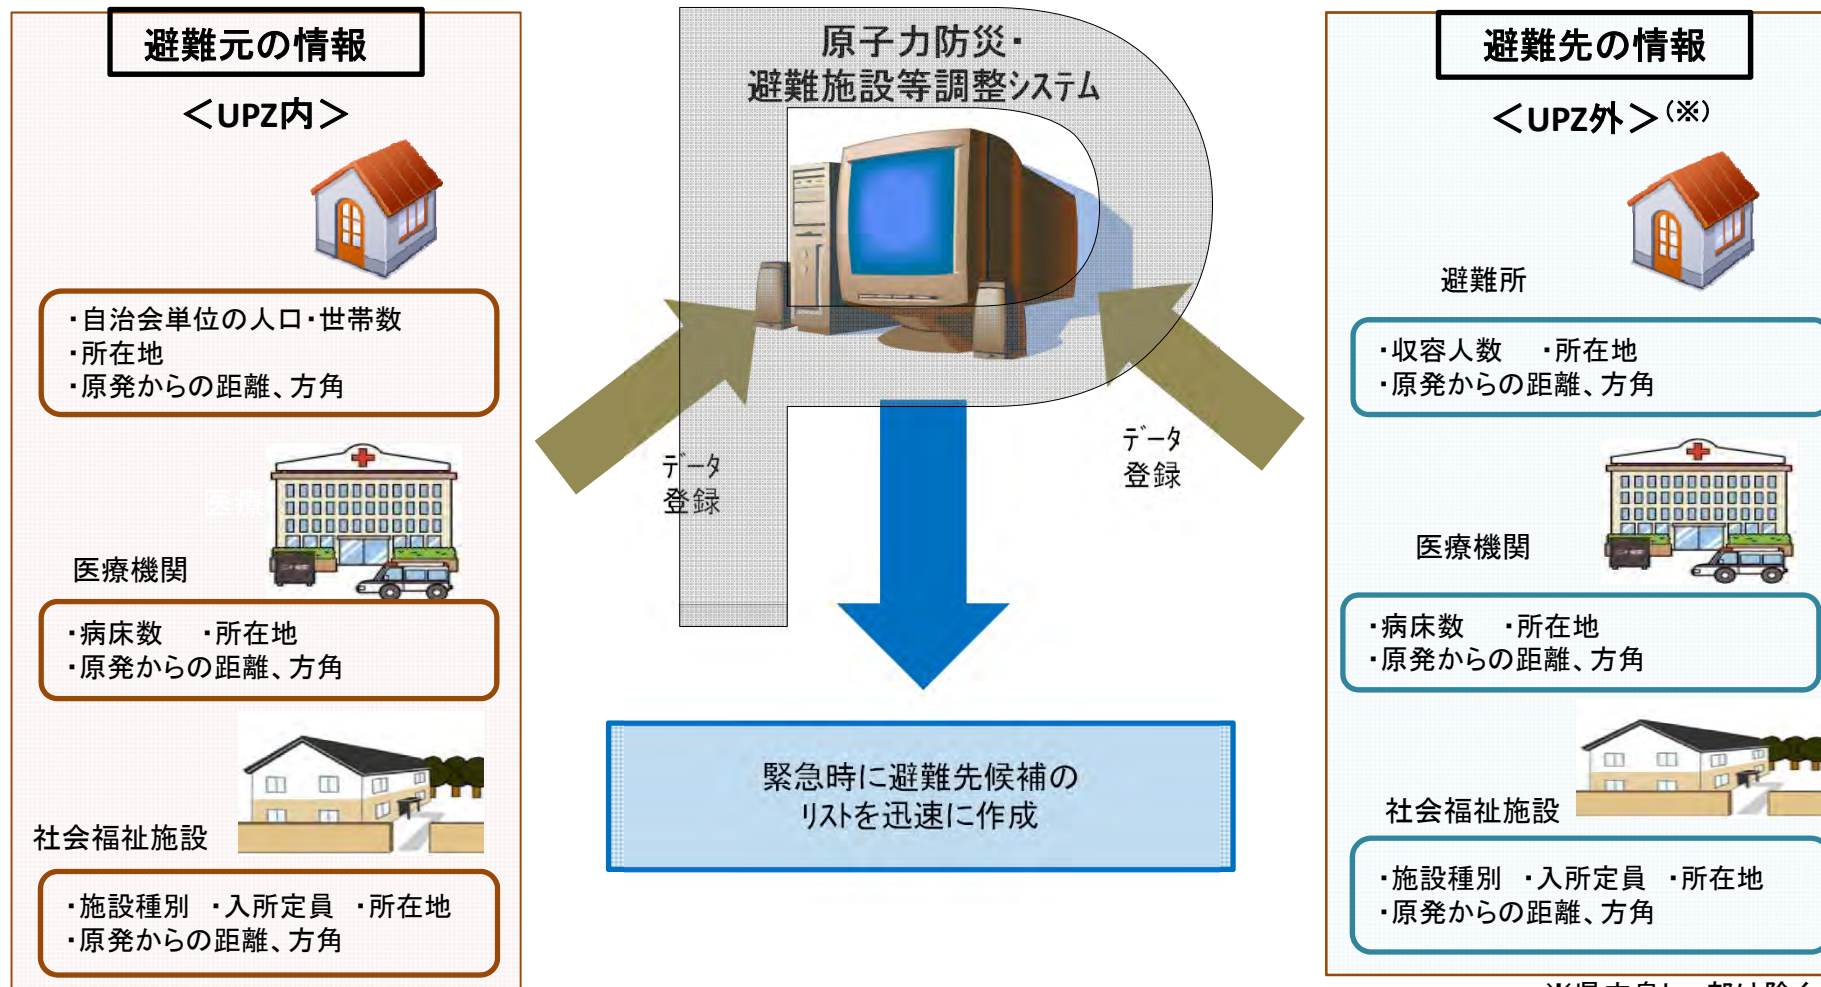 避難元の情報
＜UPZ内＞
・自治会単位の人口・世帯数
・所在地
・原発からの距離、方角
医療
医療機関
・病床数　・所在地
・原発からの距離、方角
社会福祉施設
・施設種別　・入所定員　・所在地
・原発からの距離、方角
原子力防災・
避難施設等調整システム
P
データ
登録
データ
登録
緊急時に避難先候補の
リストを迅速に作成
避難先の情報
＜UPZ外＞(※)
避難所
・収容人数　・所在地
・原発からの距離、方角
医療機関
・病床数　・所在地
・原発からの距離、方角
社会福祉施設
・施設種別　・入所定員　・所在地
・原発からの距離、方角